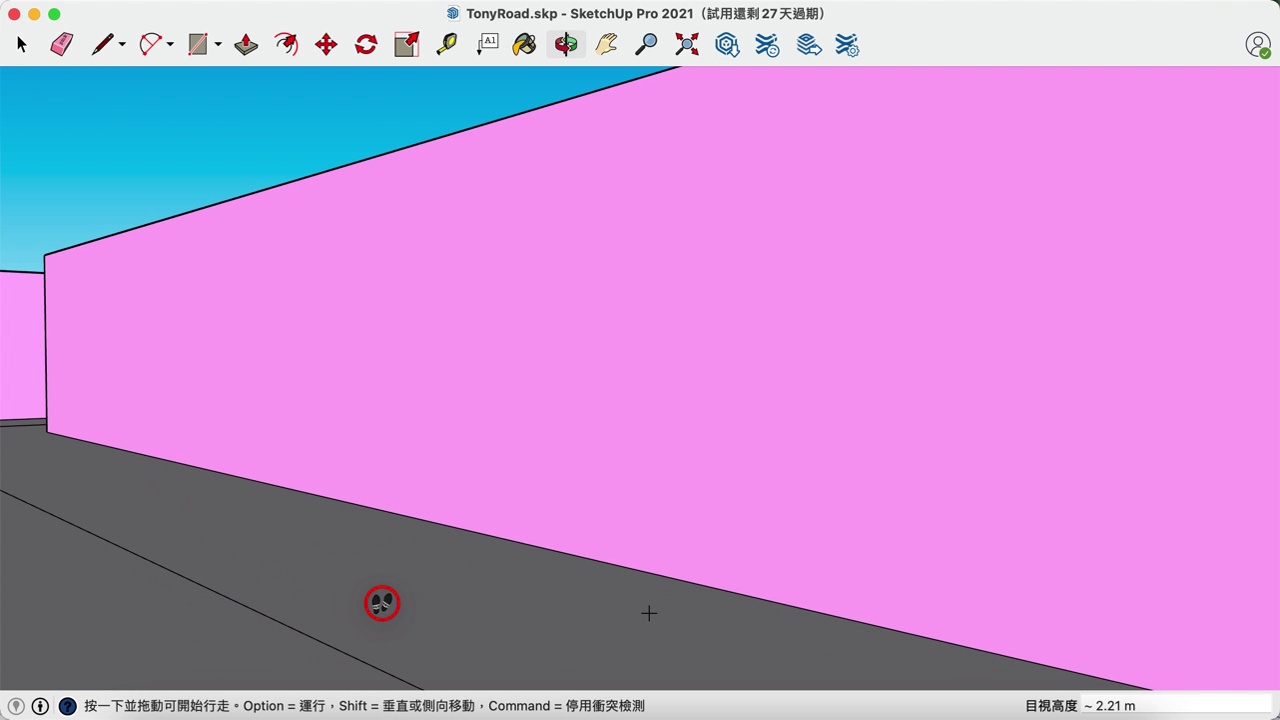 TonyRoad.skp - SketchUp Pro 2021（試用還剩 27 天過期）
A1
按一下並拖動可開始行走。Option = 運行，Shift = 垂直或側向移動，Command = 停用衝突檢測
目視高度 ~ 2.21 m